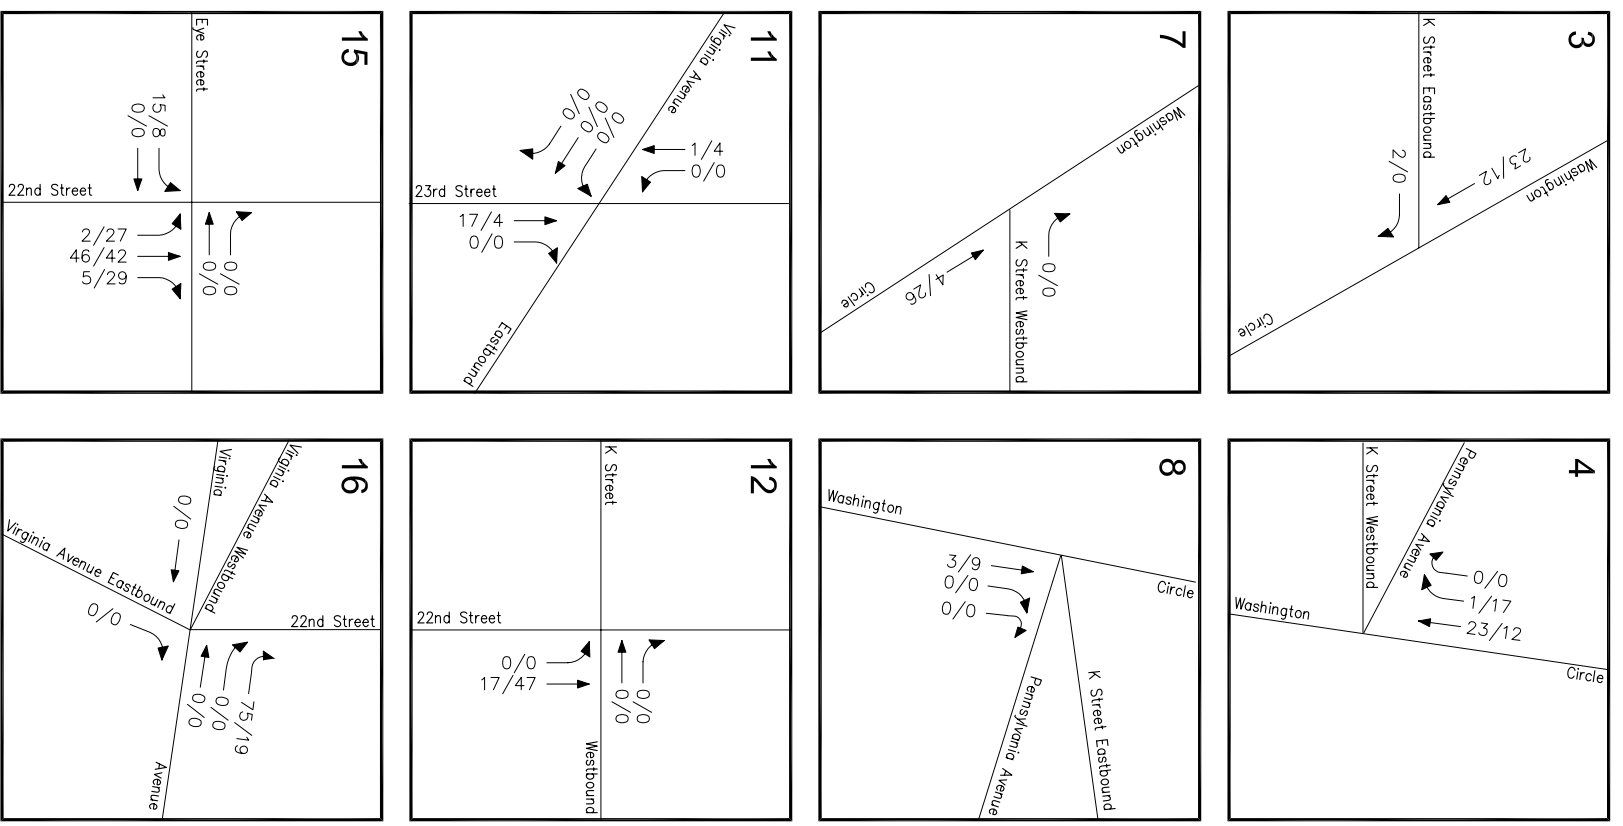 15
Eye Street
15/8
0/0
22nd Street
2/27
46/42
5/29
0/0
0/0
11
Virginia Avenue
0/0
0/0
0/0
1/4
0/0
23rd Street
17/4
0/0
Eastbound
7
Washington
Circle
4/26
K Street Westbound
0/0
3
K Street Eastbound
2/0
23/12
Washington
Circle
16
Virginia
Virginia Avenue Westbound
0/0
Virginia Avenue Eastbound
0/0
22nd Street
0/0
0/0
75/19
Avenue
12
K Street
22nd Street
0/0
17/47
0/0
0/0
Westbound
8
Washington
Circle
3/9
0/0
0/0
Pennsylvania Avenue
K Street Eastbound
4
K Street Westbound
Pennsylvania Avenue
0/0
1/17
23/12
Washington
Circle